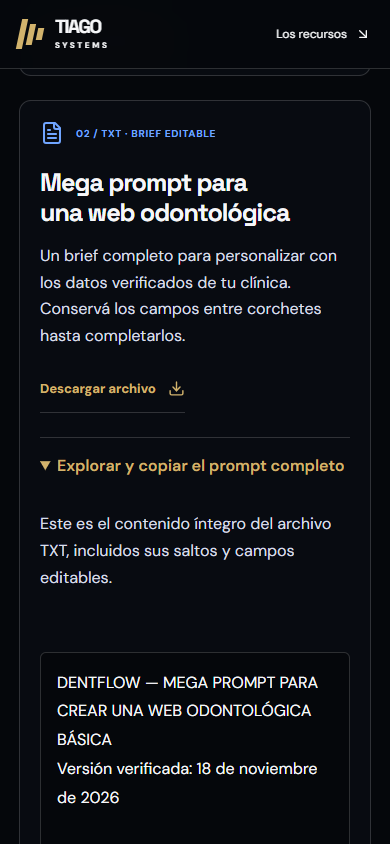 TIAGO
SYSTEMS
Los recursos
02 / TXT · BRIEF EDITABLE
Mega prompt para
una web odontológica
Un brief completo para personalizar con
los datos verificados de tu clínica.
Conservá los campos entre corchetes
hasta completarlos.
Descargar archivo
Explorar y copiar el prompt completo
Este es el contenido íntegro del archivo
TXT, incluidos sus saltos y campos
editables.
DENTFLOW — MEGA PROMPT PARA
CREAR UNA WEB ODONTOLÓGICA
BÁSICA
Versión verificada: 18 de noviembre
de 2026